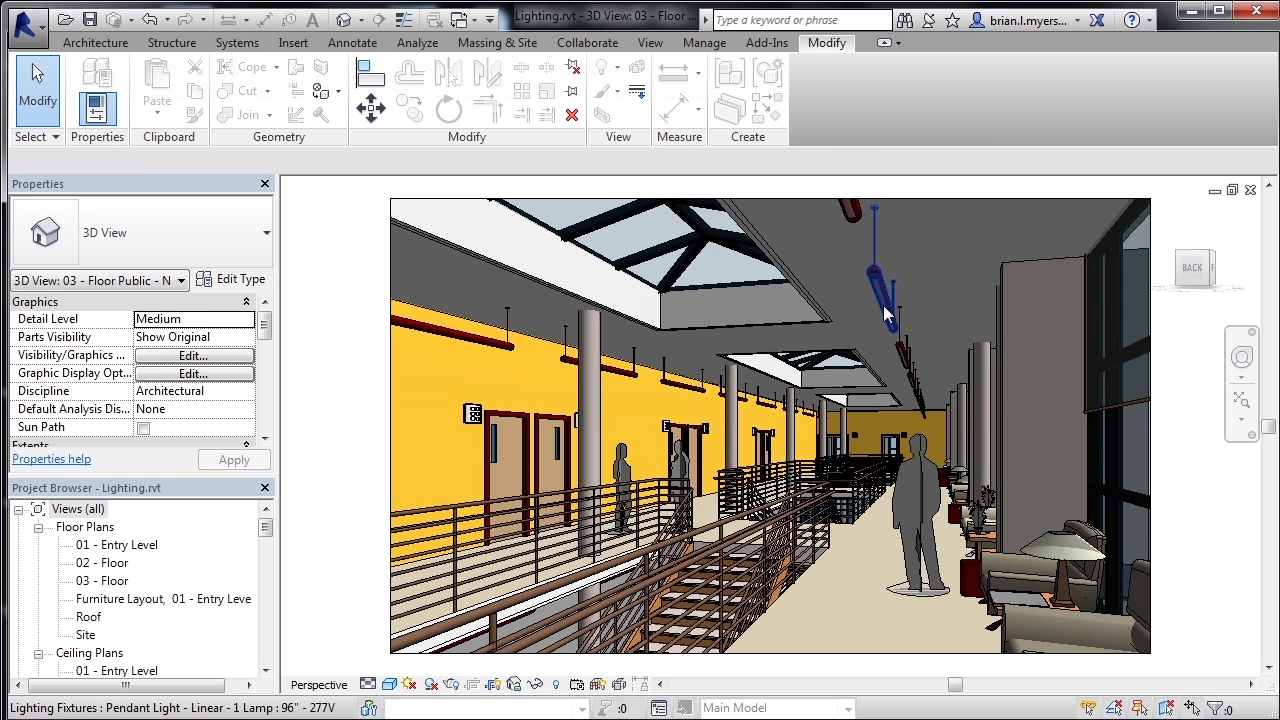 Lighting.rvt - 3D View: 03 - Floor ...
Type a keyword or phrase
brian.l.myers...
Architecture Structure Systems Insert Annotate Analyze Massing & Site Collaborate View Manage Add-Ins Modify
Modify
Paste
Cope
Cut
Join
Select Properties Clipboard Geometry Modify View Measure Create
Properties
3D View
3D View: 03 - Floor Public - N Edit Type
Graphics
Detail Level Medium
Parts Visibility Show Original
Visibility/Graphics ... Edit...
Graphic Display Opt... Edit...
Discipline Architectural
Default Analysis Dis... None
Sun Path
Extents
Properties help Apply
Project Browser - Lighting.rvt
Views (all)
Floor Plans
01 - Entry Level
02 - Floor
03 - Floor
Furniture Layout, 01 - Entry Leve
Roof
Site
Ceiling Plans
01 - Entry Level
BACK
Perspective
Lighting Fixtures : Pendant Light - Linear - 1 Lamp : 96" - 277V
:0
Main Model
:0